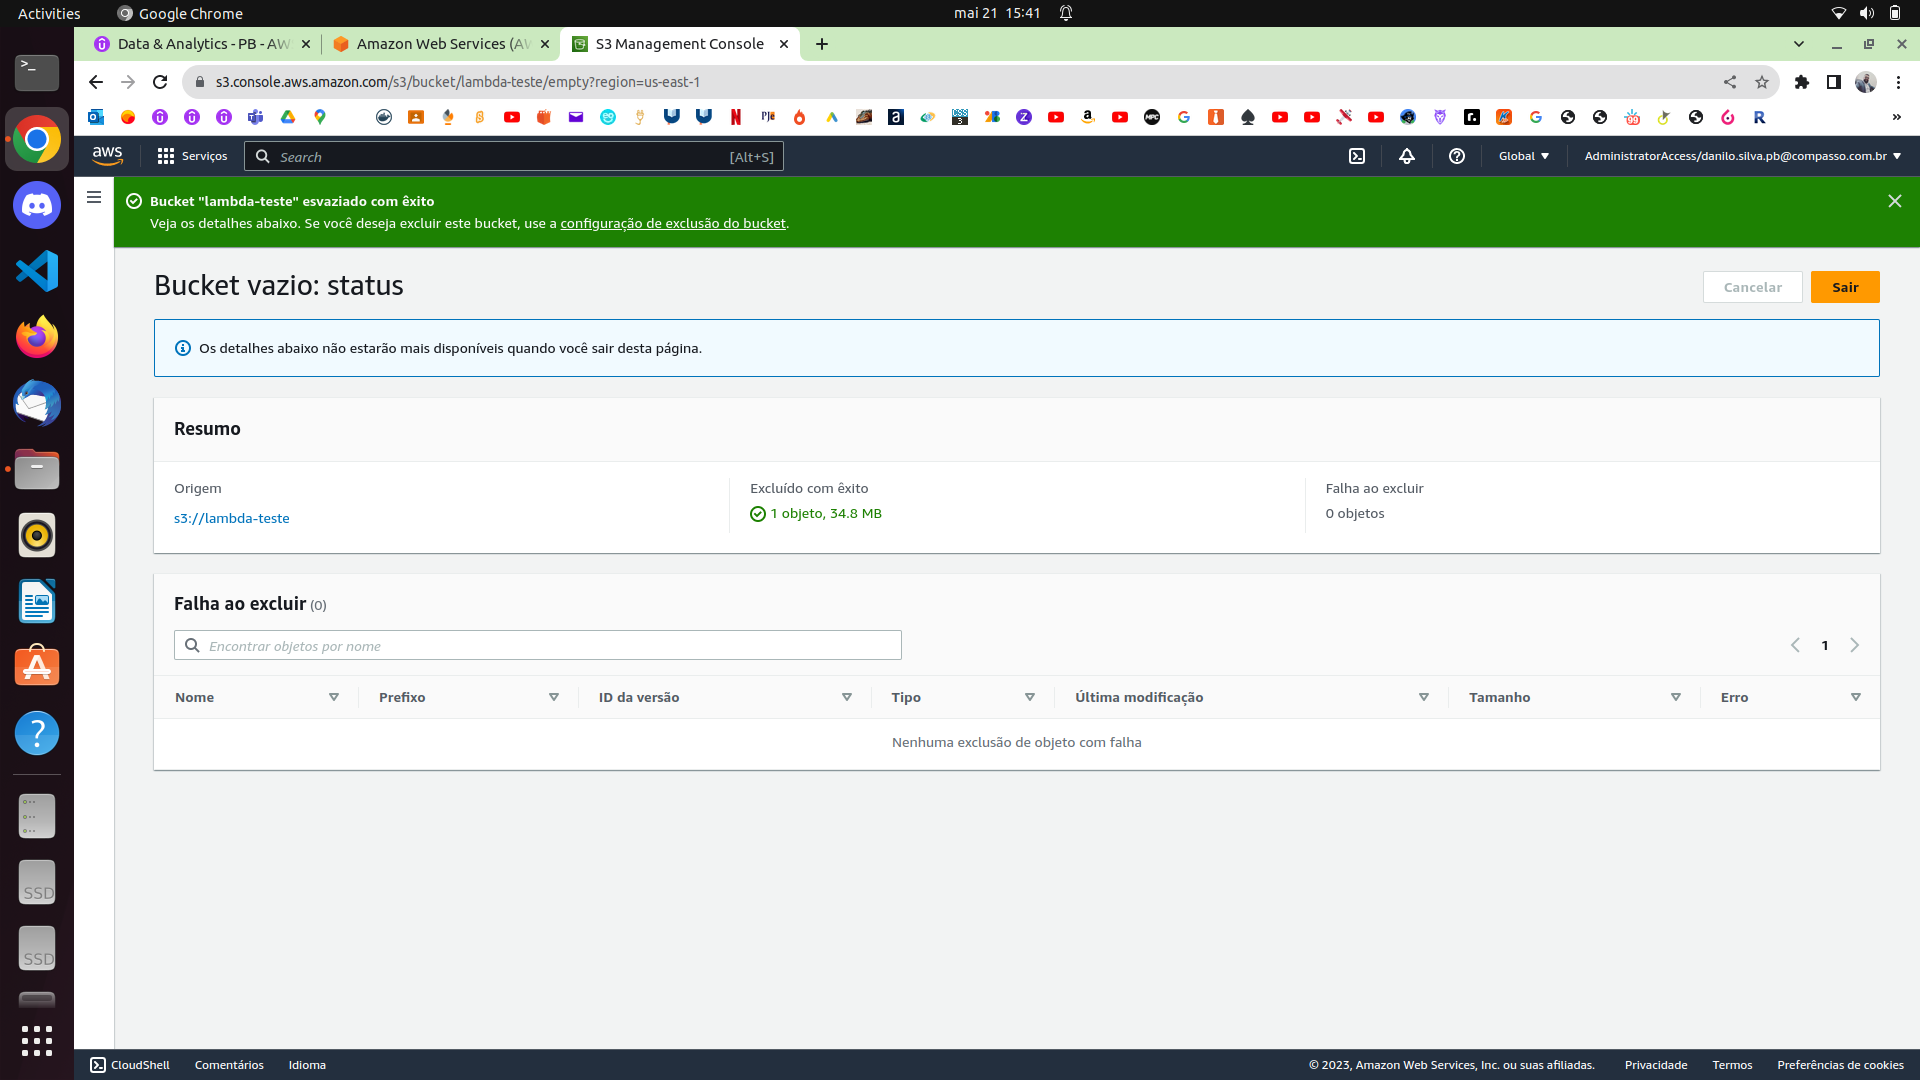 Activities
Google Chrome
mai 21 15:41
Data & Analytics - PB - AW
Amazon Web Services (AW
S3 Management Console
s3.console.aws.amazon.com/s3/bucket/lambda-teste/empty?region=us-east-1
aws
Serviços
Search
[Alt+S]
Global
AdministratorAccess/danilo.silva.pb@compasso.com.br
Bucket "lambda-teste" esvaziado com êxito
Veja os detalhes abaixo. Se você deseja excluir este bucket, use a configuração de exclusão do bucket.
Bucket vazio: status
Cancelar
Sair
Os detalhes abaixo não estarão mais disponíveis quando você sair desta página.
Resumo
Origem
s3://lambda-teste
Excluído com êxito
1 objeto, 34.8 MB
Falha ao excluir
0 objetos
Falha ao excluir (0)
Encontrar objetos por nome
1
Nome
Prefixo
ID da versão
Tipo
Última modificação
Tamanho
Erro
Nenhuma exclusão de objeto com falha
SSD
SSD
CloudShell
Comentários
Idioma
© 2023, Amazon Web Services, Inc. ou suas afiliadas.
Privacidade
Termos
Preferências de cookies